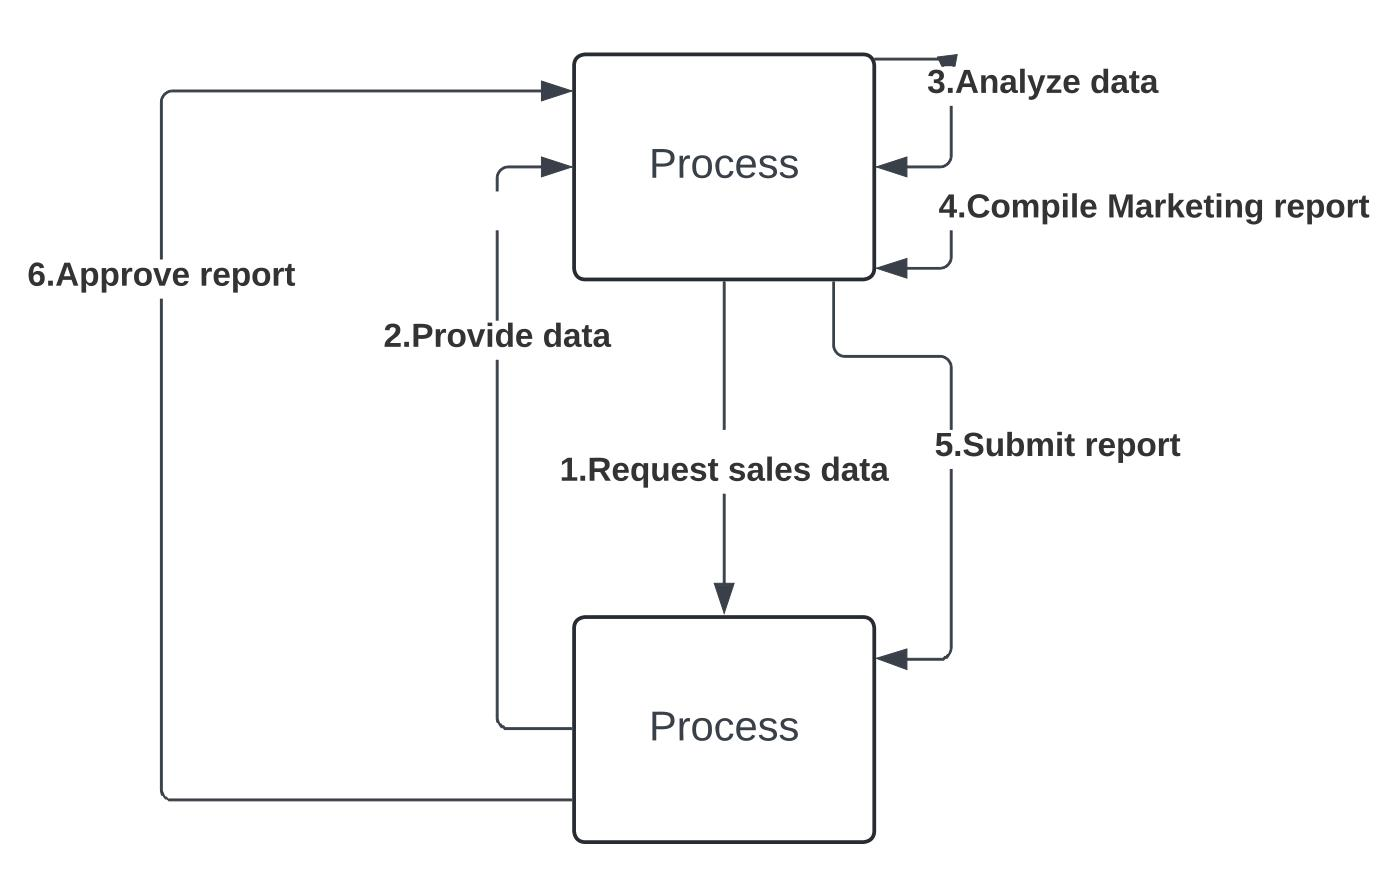 3.Analyze data
Process
4.Compile Marketing report
6.Approve report
2.Provide data
5.Submit report
1.Request sales data
Process